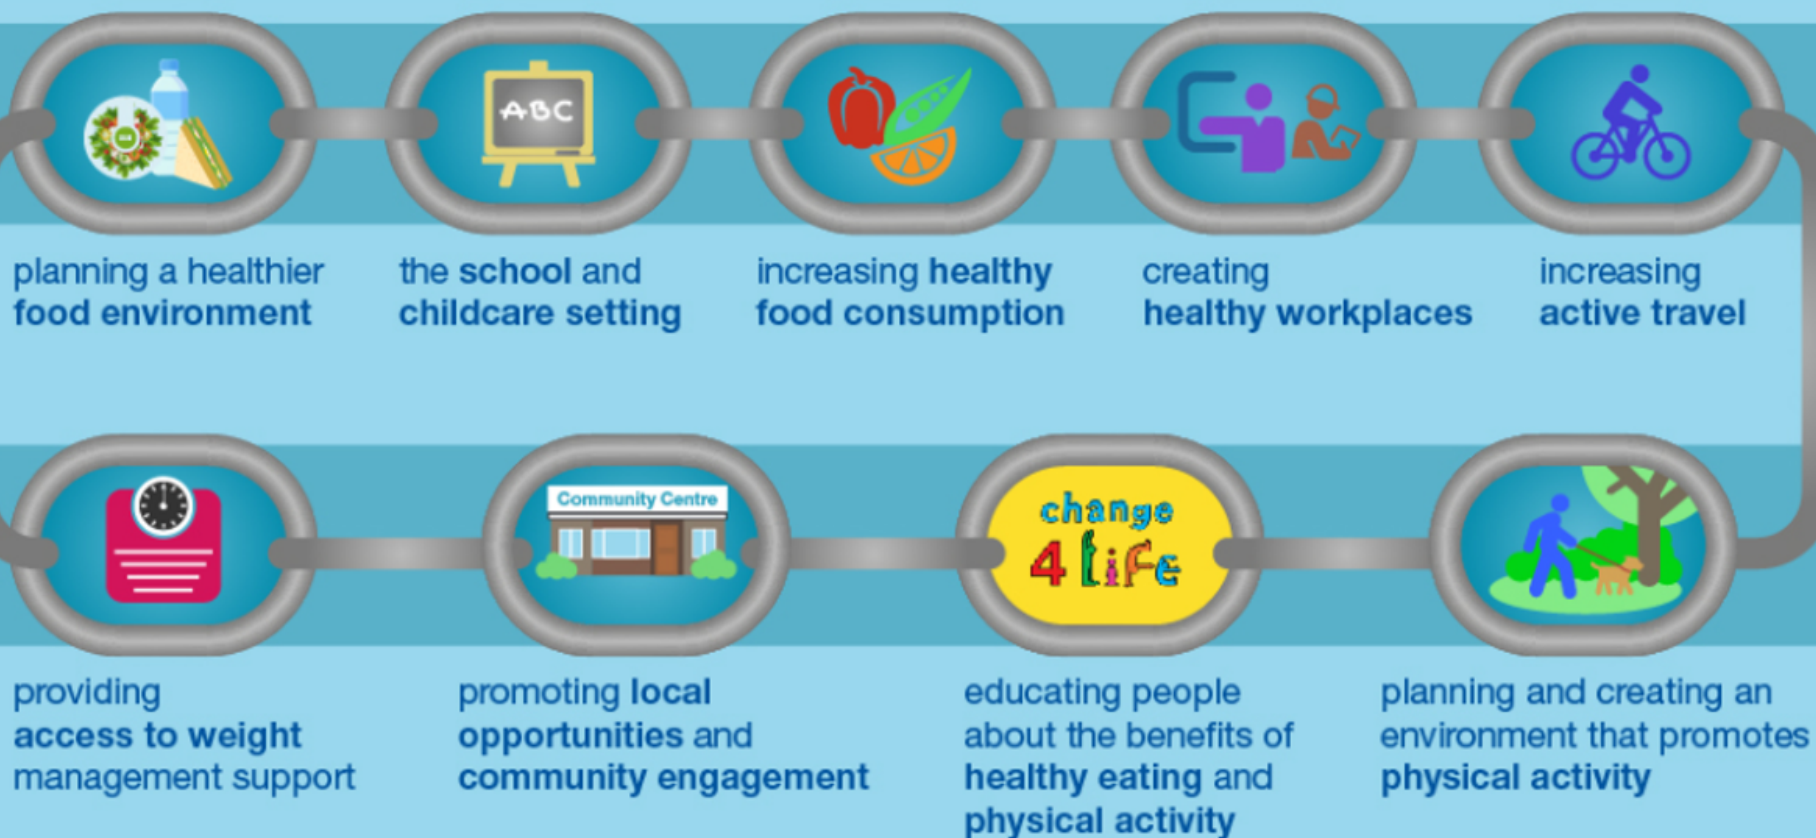 ABC
planning a healthier
food environment
the school and
childcare setting
increasing healthy
food consumption
creating
healthy workplaces
increasing
active travel
Community Centre
change
4 life
providing
access to weight
management support
promoting local
opportunities and
community engagement
educating people
about the benefits of
healthy eating and
physical activity
planning and creating an
environment that promotes
physical activity